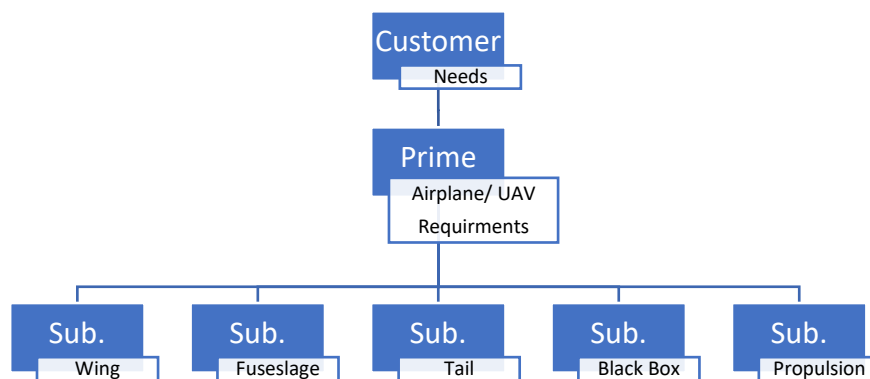 Customer
Needs
Prime
Airplane/ UAV
Requirments
Sub.
Wing
Sub.
Fuseslage
Sub.
Tail
Sub.
Black Box
Sub.
Propulsion